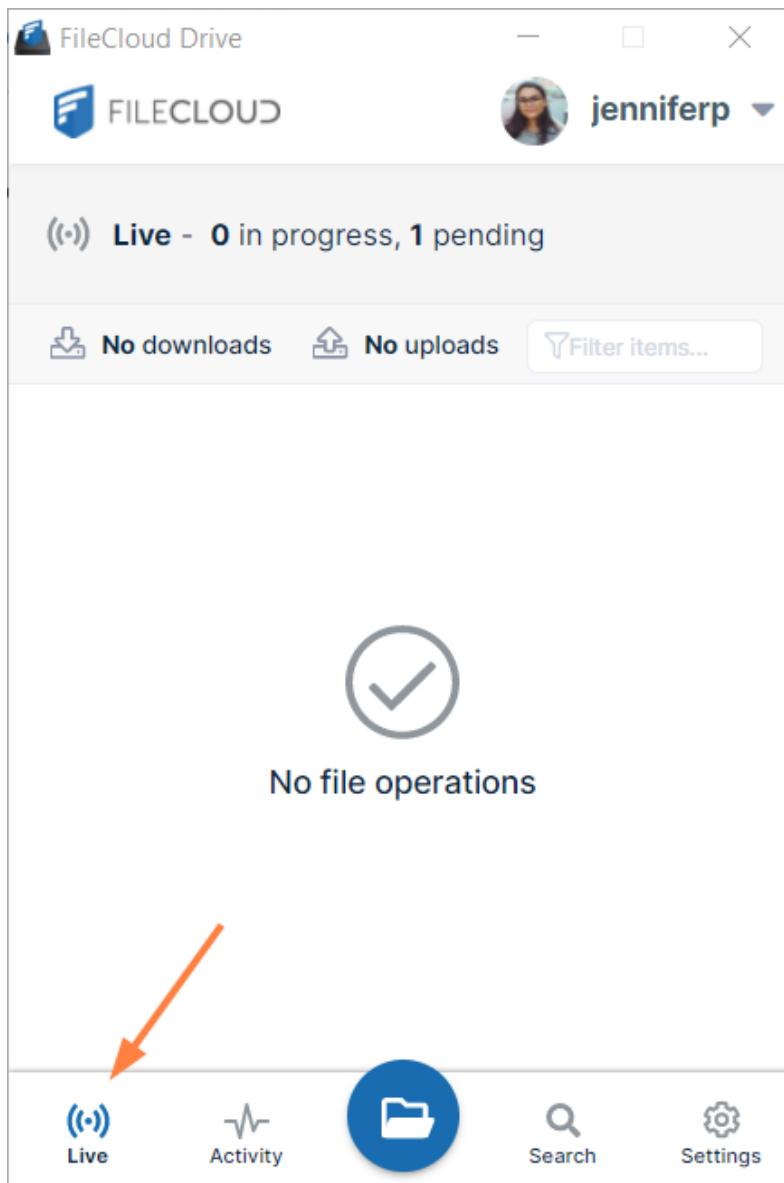 FileCloud Drive
FILECLOUD
jenniferp
Live - 0 in progress, 1 pending
No downloads No uploads Filter items...
No file operations
Live Activity Search Settings